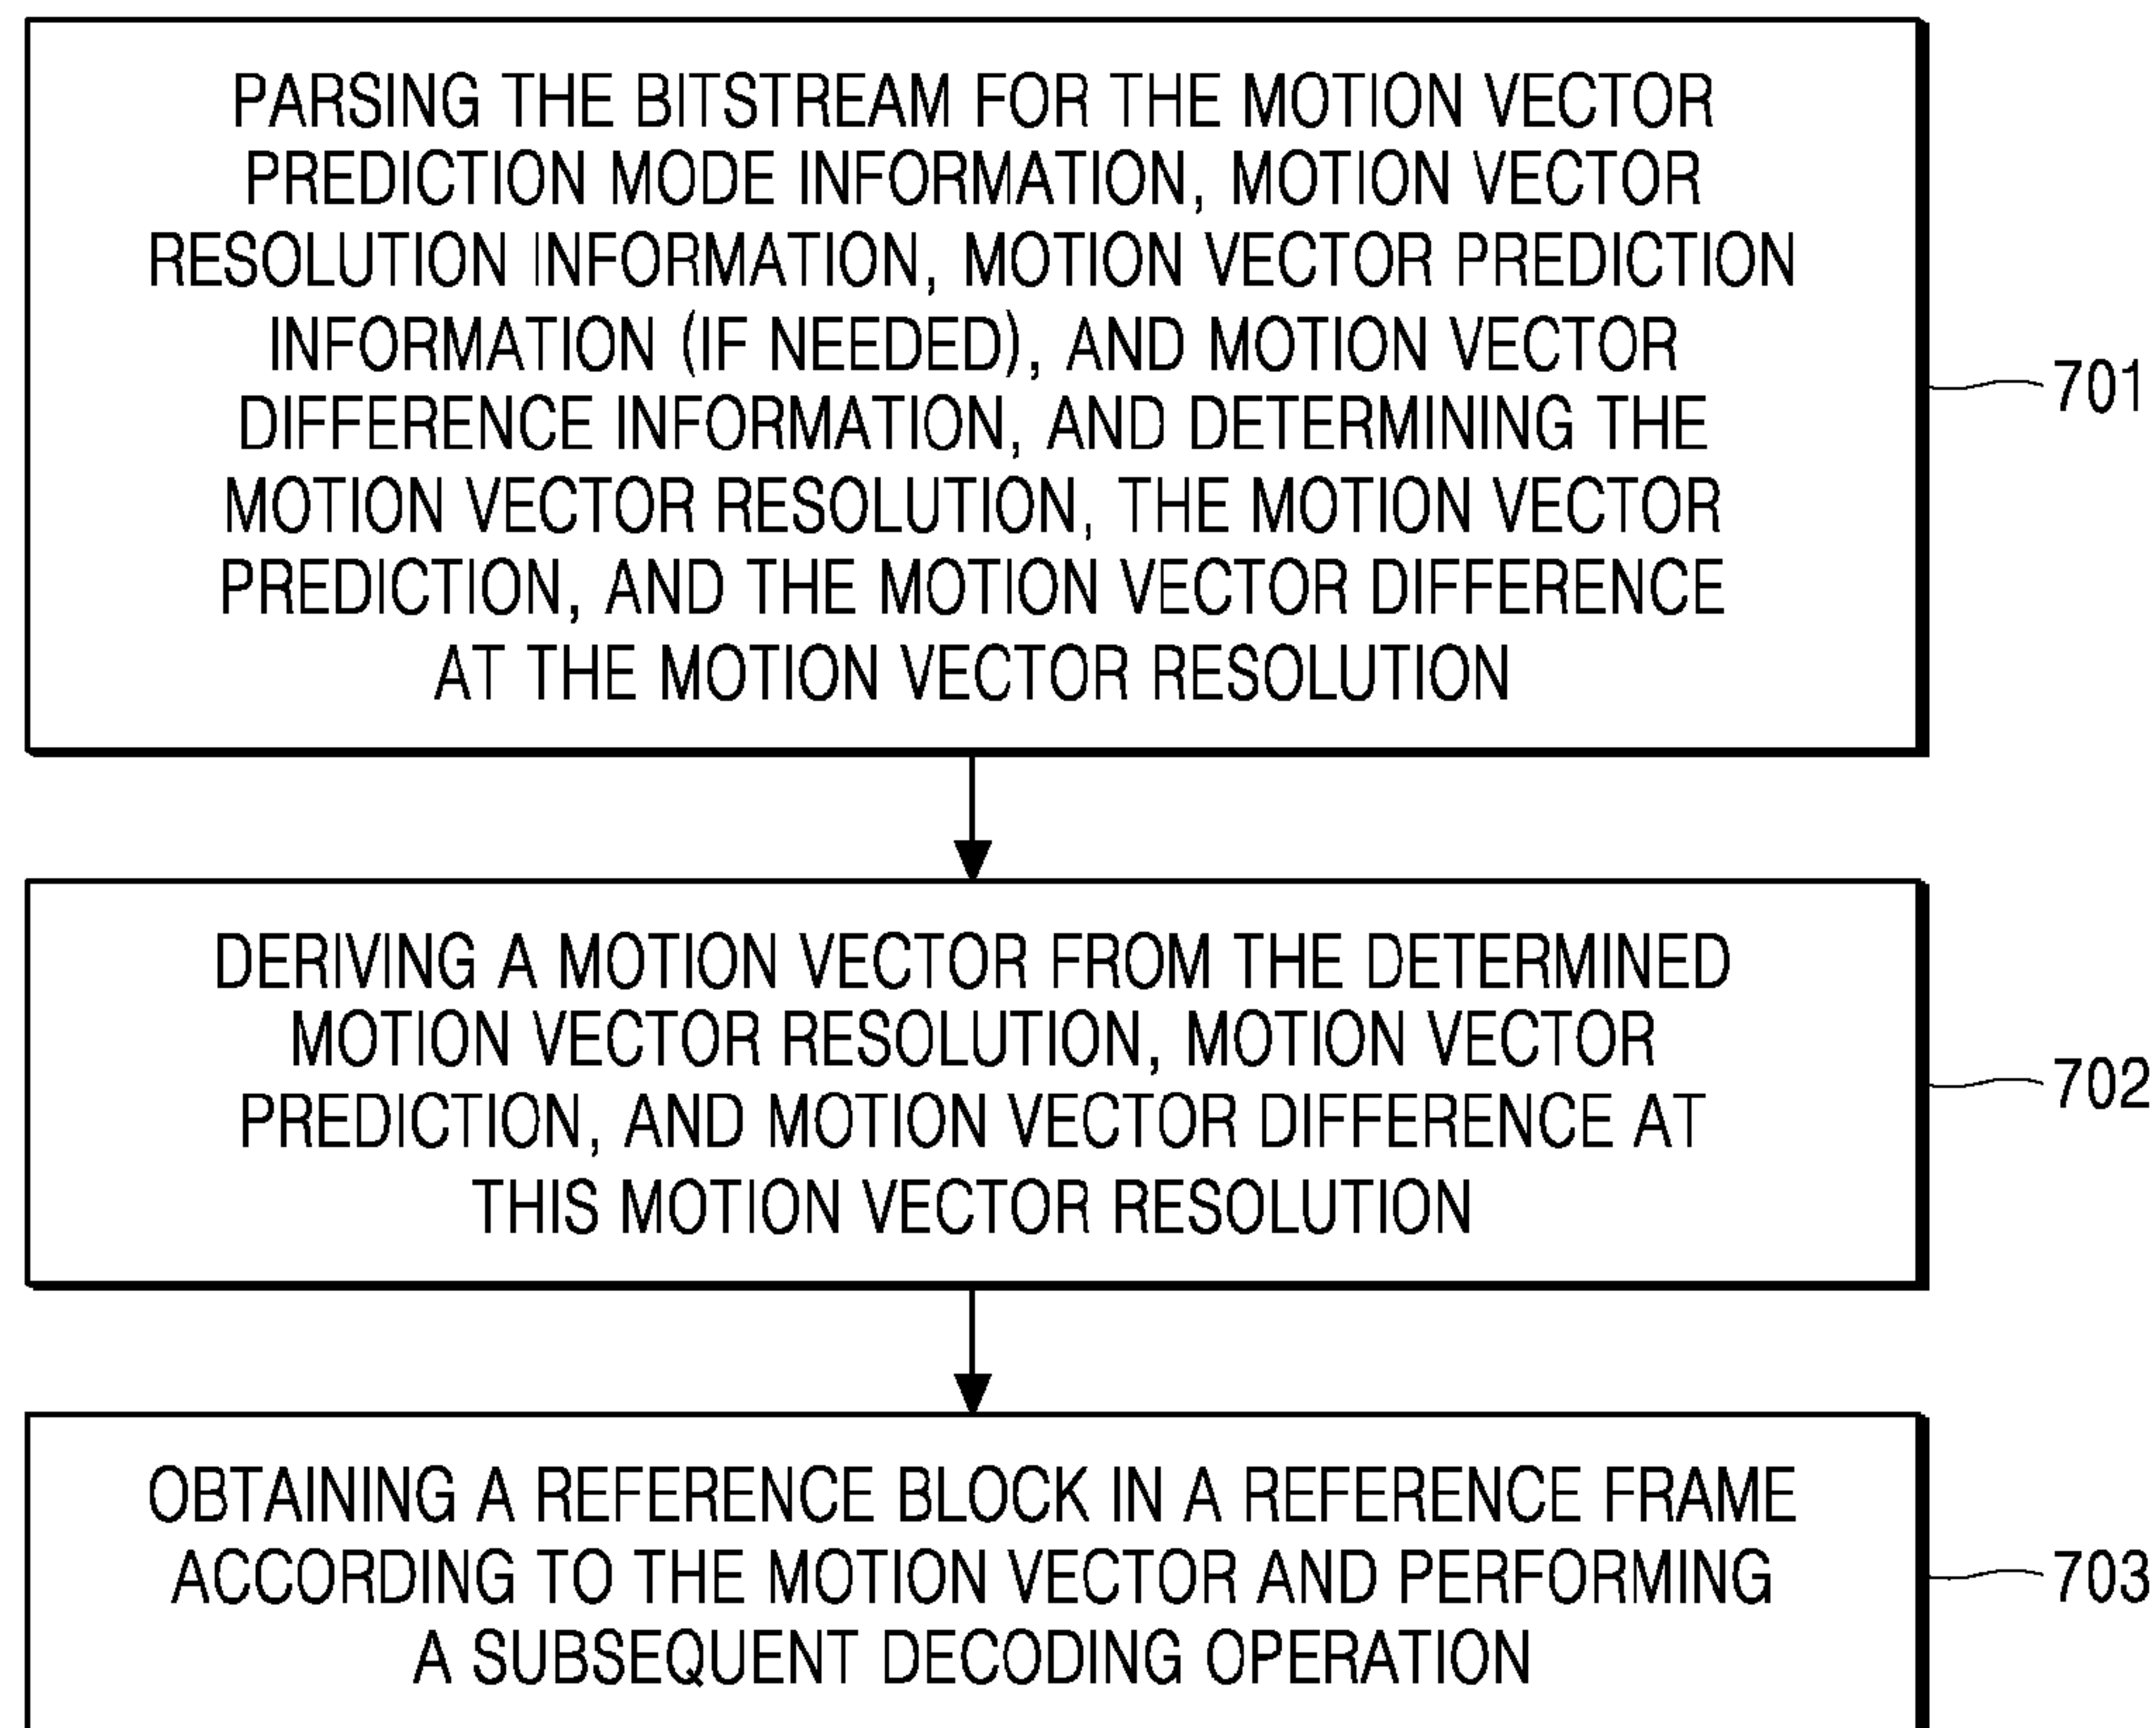 PARSING THE BITSTREAM FOR THE MOTION VECTOR
PREDICTION MODE INFORMATION, MOTION VECTOR
RESOLUTION INFORMATION, MOTION VECTOR PREDICTION
INFORMATION (IF NEEDED), AND MOTION VECTOR
DIFFERENCE INFORMATION, AND DETERMINING THE
MOTION VECTOR RESOLUTION, THE MOTION VECTOR
PREDICTION, AND THE MOTION VECTOR DIFFERENCE
AT THE MOTION VECTOR RESOLUTION
701
DERIVING A MOTION VECTOR FROM THE DETERMINED
MOTION VECTOR RESOLUTION, MOTION VECTOR
PREDICTION, AND MOTION VECTOR DIFFERENCE AT
THIS MOTION VECTOR RESOLUTION
702
OBTAINING A REFERENCE BLOCK IN A REFERENCE FRAME
ACCORDING TO THE MOTION VECTOR AND PERFORMING
A SUBSEQUENT DECODING OPERATION
703